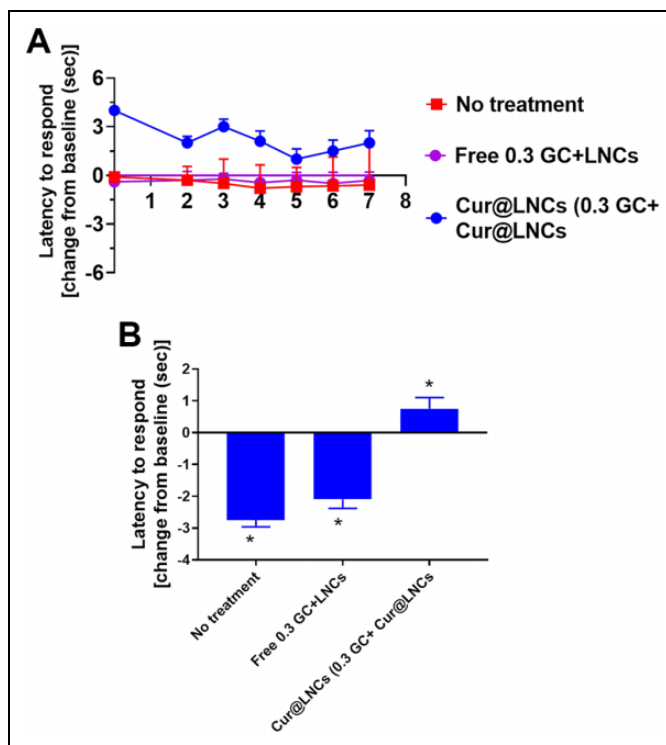 A
Latency to respond
[change from baseline (sec)]
6
3
0
-3
-6
1 2 3 4 5 6 7 8
No treatment
Free 0.3 GC+LNCs
Cur@LNCs (0.3 GC+
Cur@LNCs
B
Latency to respond
[change from baseline (sec)]
2
1
0
-1
-2
-3
-4
*
*
*
No treatment
Free 0.3 GC+LNCs
Cur@LNCs (0.3 GC+ Cur@LNCs